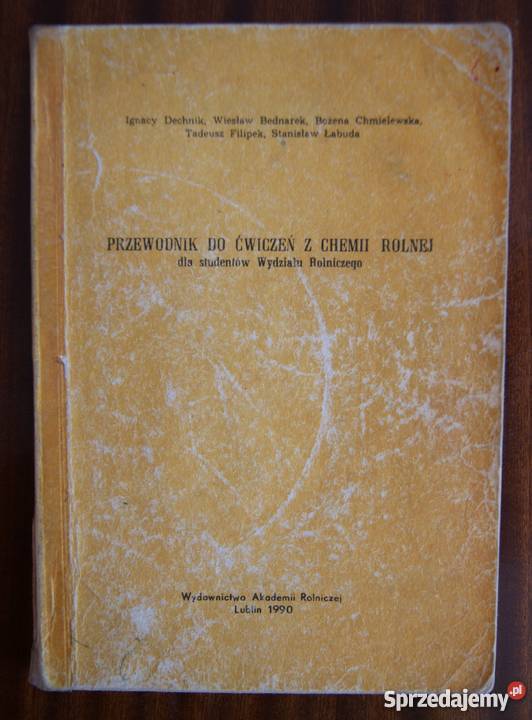 Ignacy Dechnik, Wiesław Bednarek, Bożena Chmielewska,
Tadeusz Filipek, Stanisław Łabuda
PRZEWODNIK DO ĆWICZEŃ Z CHEMII ROLNEJ
dla studentów Wydziału Rolniczego
Wydawnictwo Akademii Rolniczej
Lublin 1990
Sprzedajemy.pl